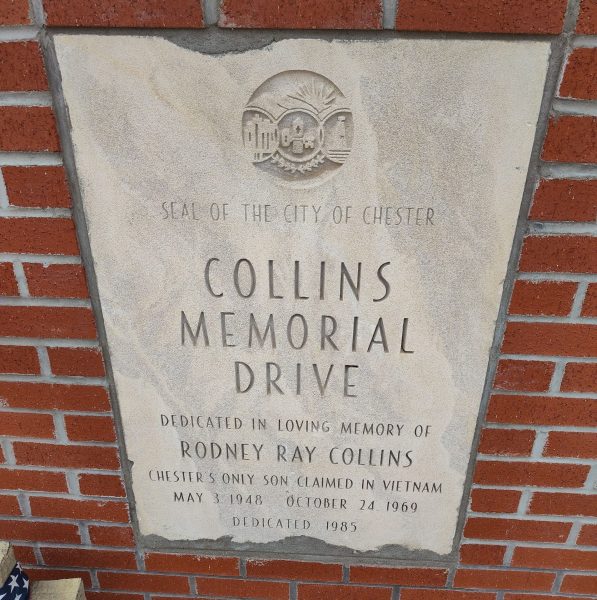 SEAL OF THE CITY OF CHESTER
COLLINS
MEMORIAL
DRIVE
DEDICATED IN LOVING MEMORY OF
RODNEY RAY COLLINS
CHESTER'S ONLY SON CLAIMED IN VIETNAM
MAY 3 1948 OCTOBER 24 1969
DEDICATED 1985